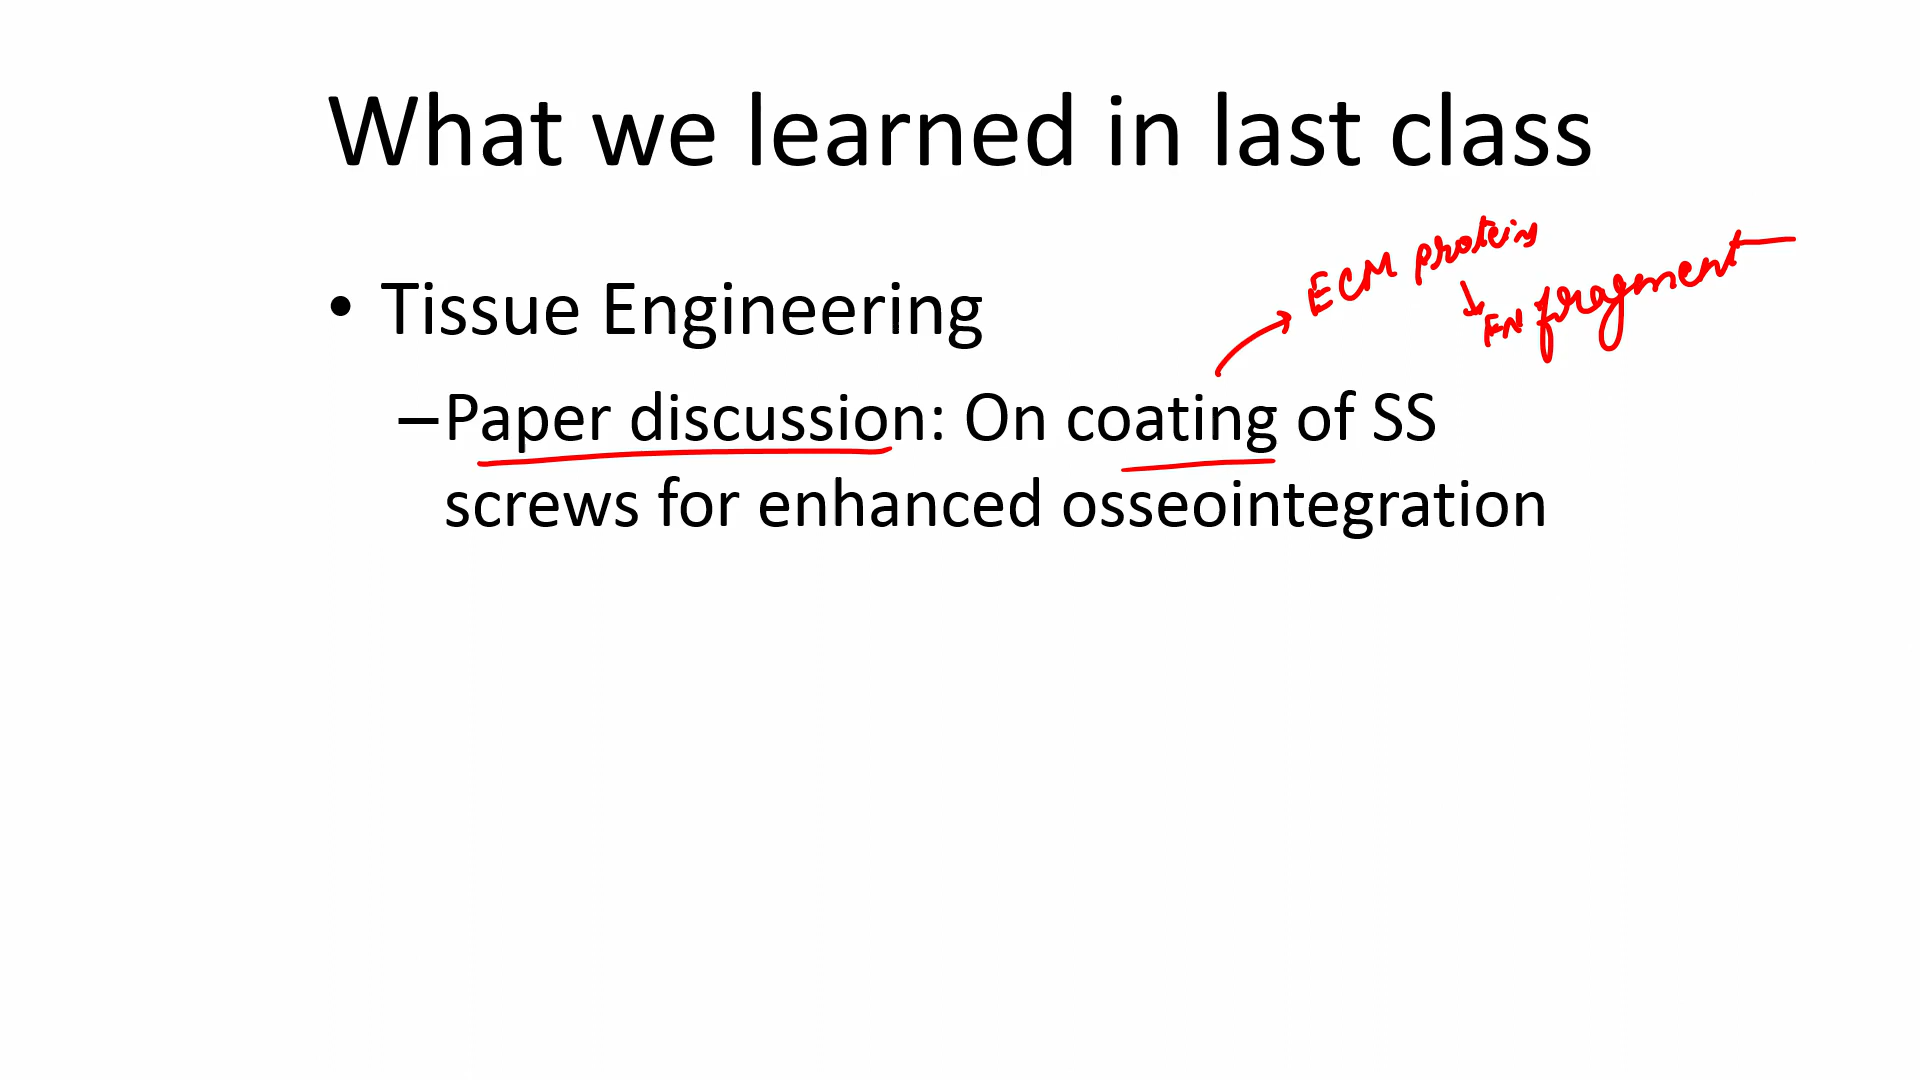 What we learned in last class
ECM protein
• Tissue Engineering
FN fragment
–Paper discussion: On coating of SS
screws for enhanced osseointegration